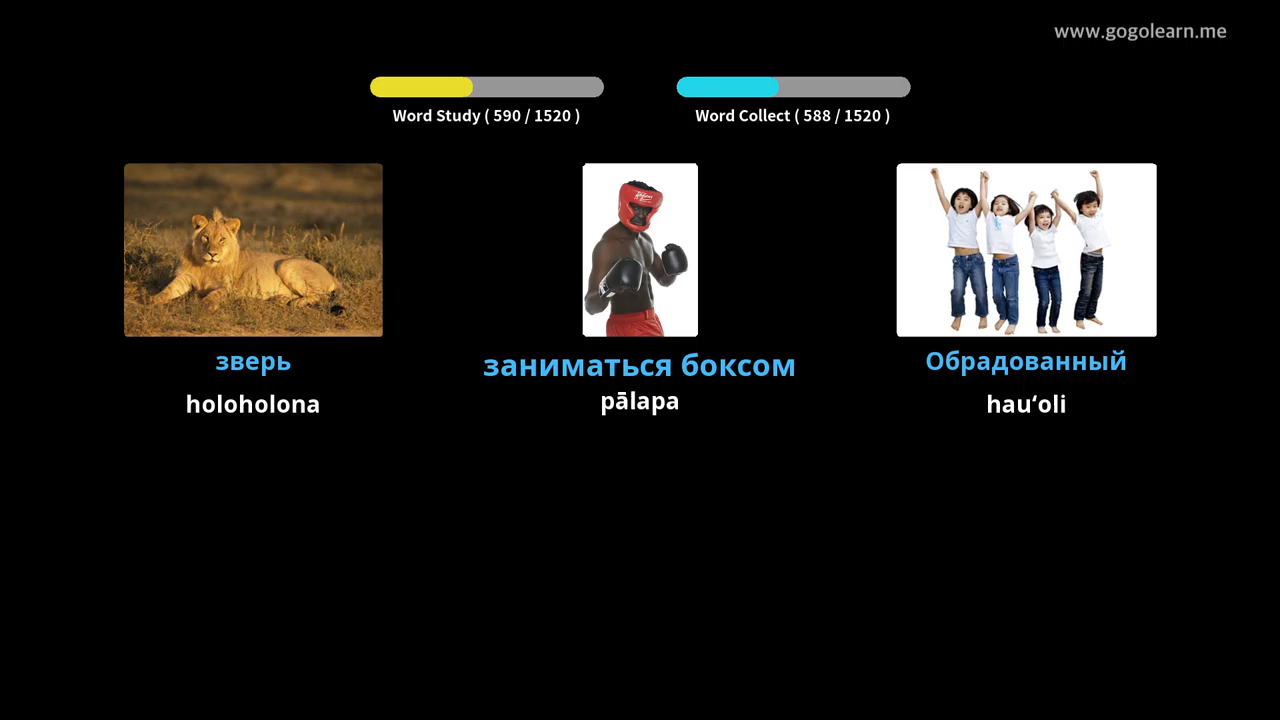 www.gogolearn.me
Word Study ( 590 / 1520 )
Word Collect ( 588 / 1520 )
зверь
заниматься боксом
Обрадованный
holoholona
pālapa
hauʻoli